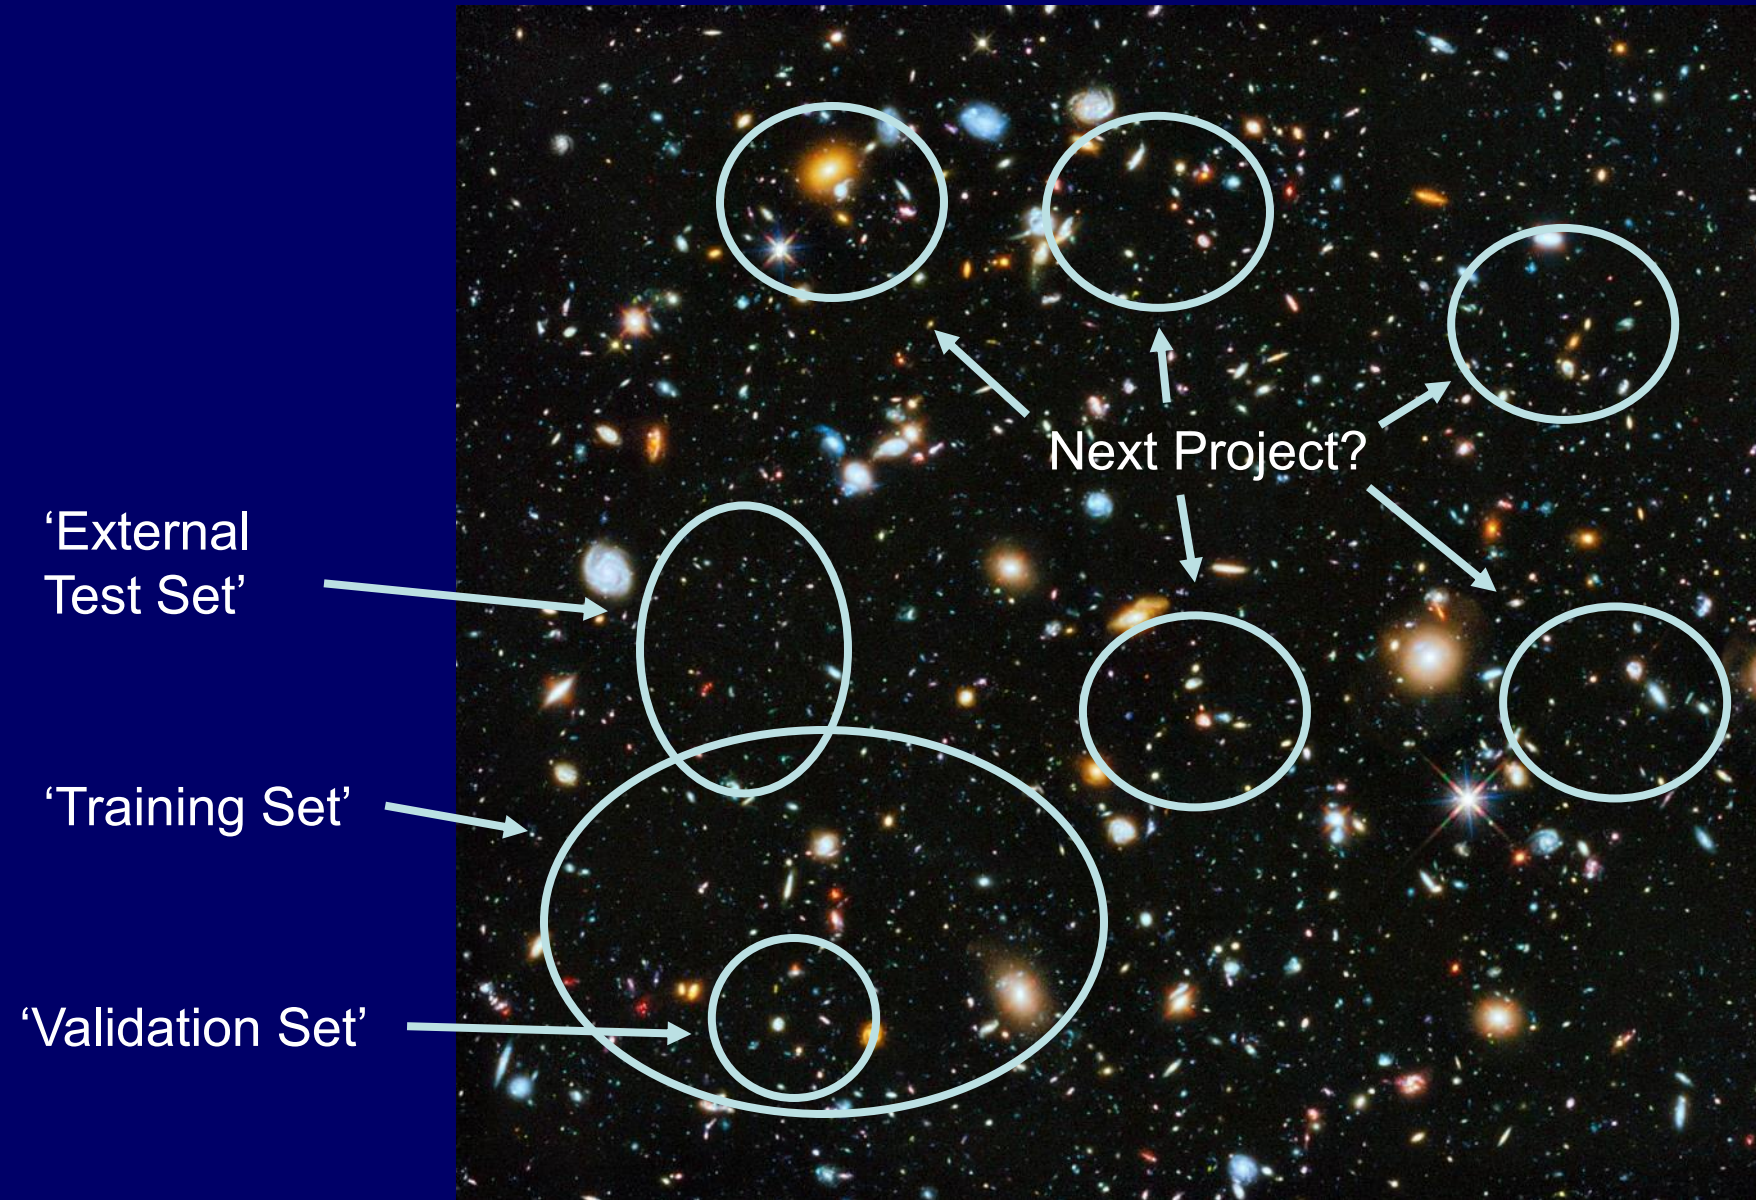 Next Project?
‘External
Test Set’
‘Training Set’
‘Validation Set’